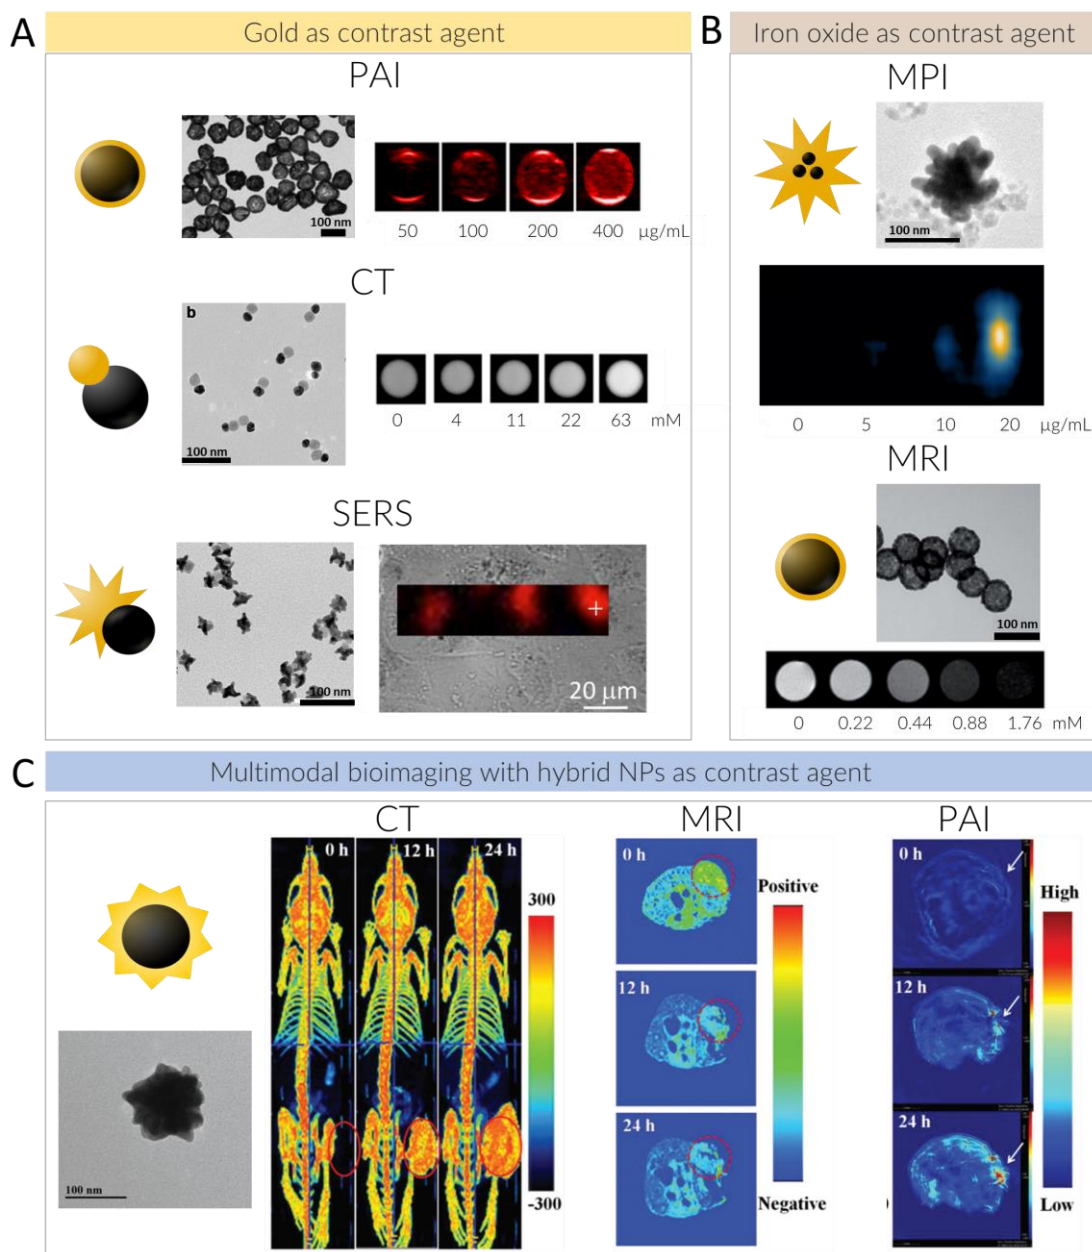 A
Gold as contrast agent
PAI
100 nm
50 100 200 400 µg/mL
CT
b
100 nm
0 4 11 22 63 mM
SERS
100 nm
20 µm
B
Iron oxide as contrast agent
MPI
100 nm
0 5 10 20 µg/mL
MRI
100 nm
0 0.22 0.44 0.88 1.76 mM
C
Multimodal bioimaging with hybrid NPs as contrast agent
100 nm
CT
0 h 12 h 24 h
300
-300
MRI
0 h
12 h
24 h
Positive
Negative
PAI
0 h
12 h
24 h
High
Low